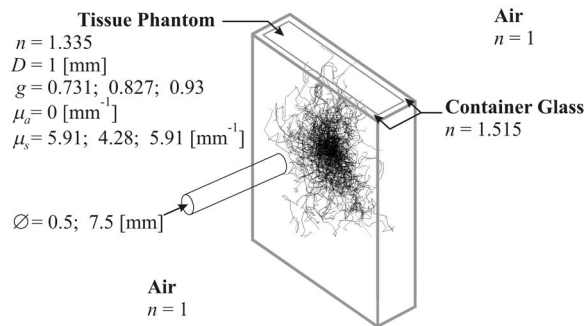 Tissue Phantom
n = 1.335
D = 1 [mm]
g = 0.731; 0.827; 0.93
μa= 0 [mm⁻¹]
μs= 5.91; 4.28; 5.91 [mm⁻¹]
Ø= 0.5; 7.5 [mm]
Air
n = 1
Container Glass
n = 1.515
Air
n = 1